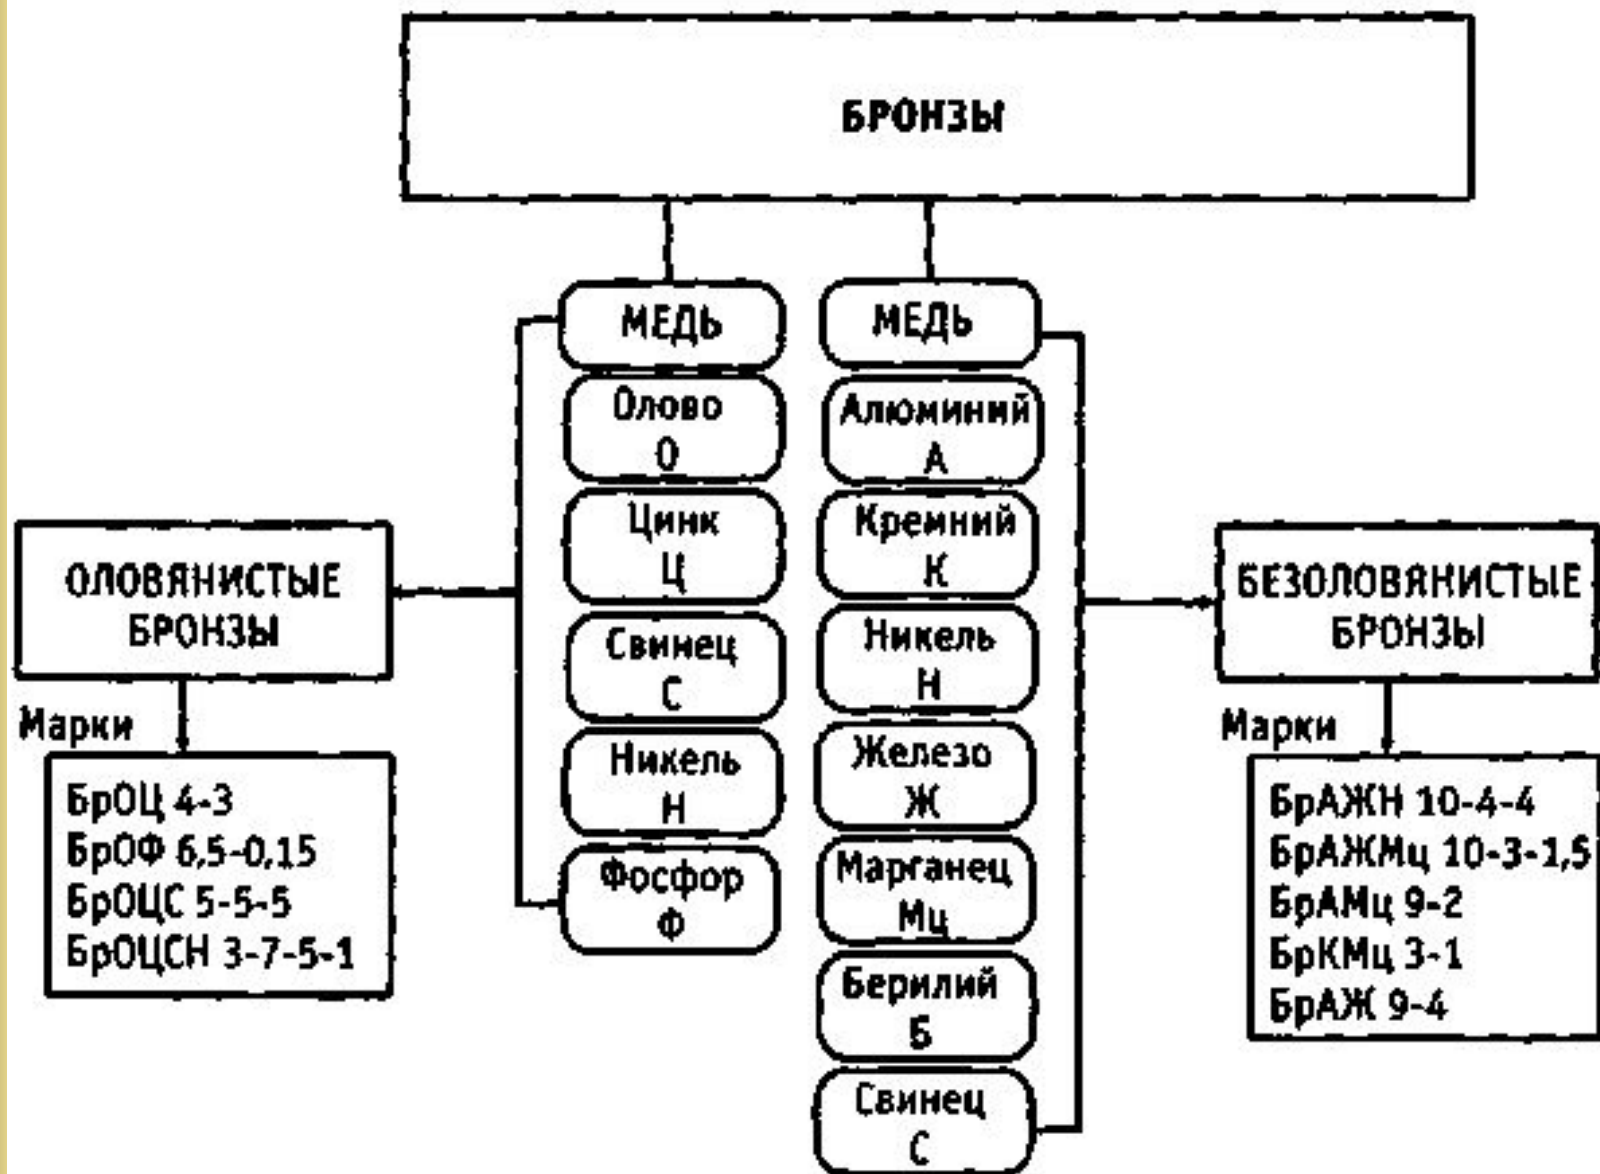 БРОНЗЫ
МЕДЬ
Олово
О
Цинк
Ц
Свинец
С
Никель
Н
Фосфор
Ф
МЕДЬ
Алюминий
А
Кремний
К
Никель
Н
Железо
Ж
Марганец
Мц
Берилий
Б
Свинец
С
ОЛОВЯНИСТЫЕ
БРОНЗЫ
Марки
БрОЦ 4-3
БрОФ 6,5-0,15
БрОЦС 5-5-5
БрОЦСН 3-7-5-1
БЕЗОЛОВЯНИСТЫЕ
БРОНЗЫ
Марки
БрАЖН 10-4-4
БрАЖМц 10-3-1,5
БрАМц 9-2
БрКМц 3-1
БрАЖ 9-4